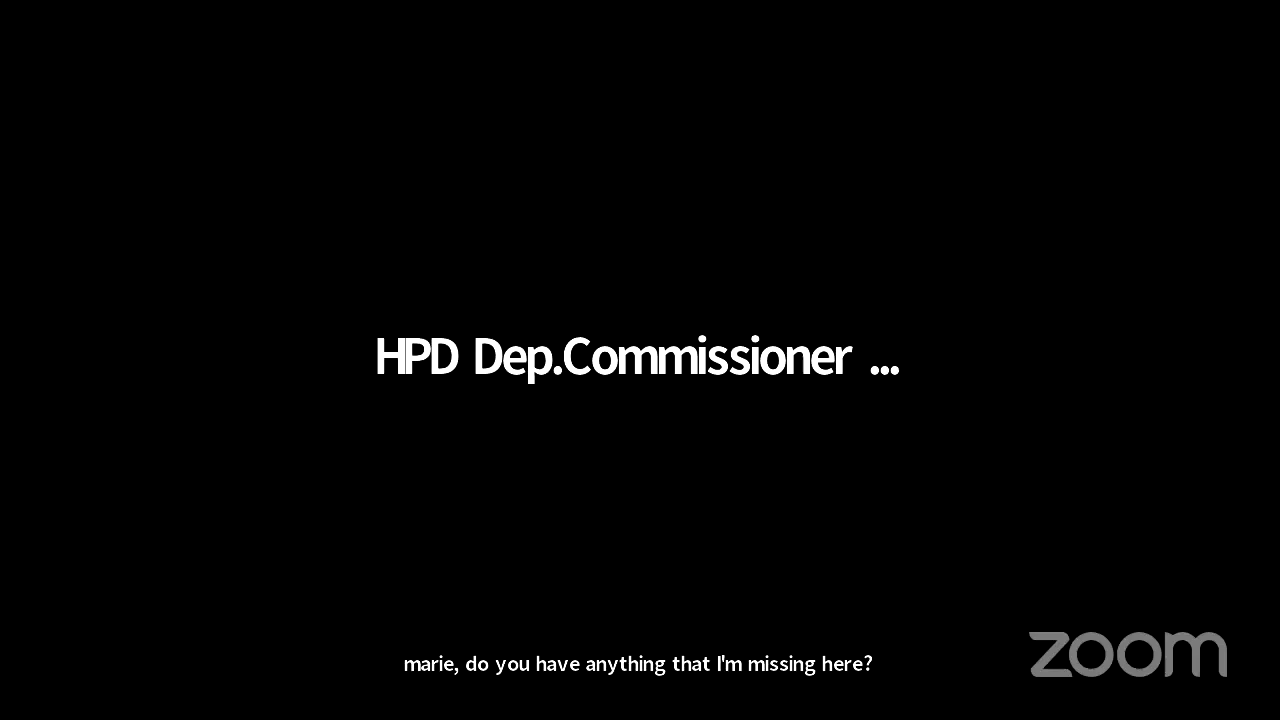 HPD Dep.Commissioner ...
marie, do you have anything that I'm missing here?
zoom